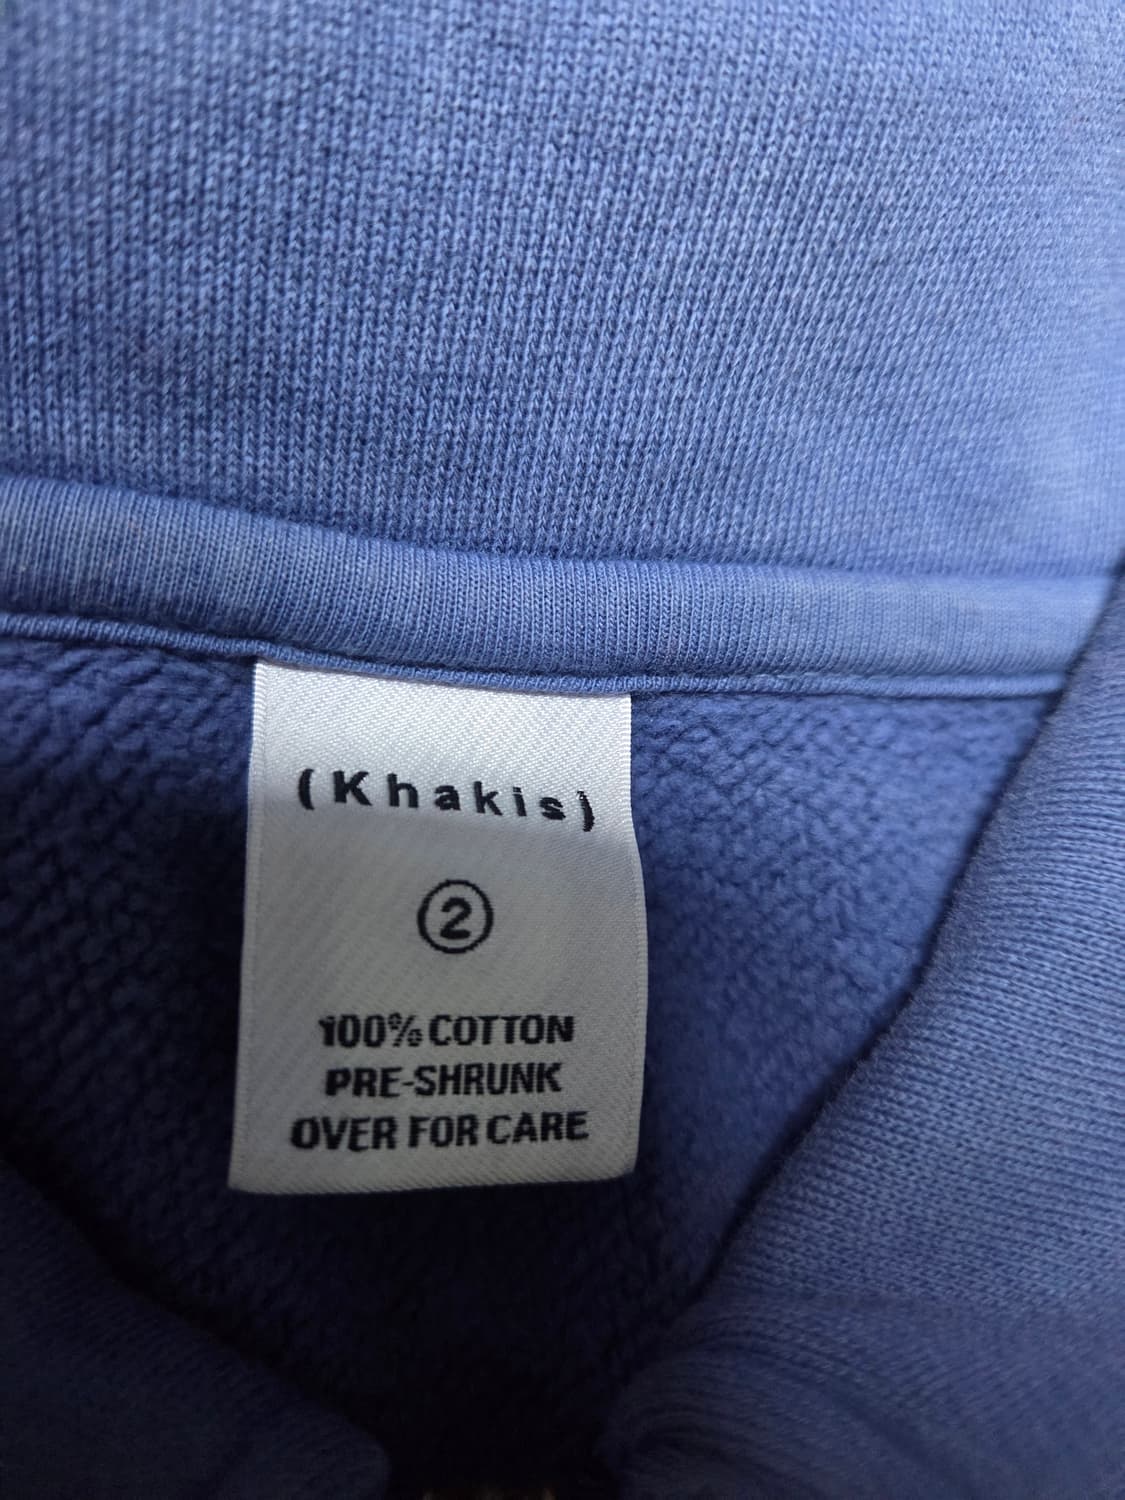 (Khakis)
2
100% COTTON
PRE-SHRUNK
OVER FOR CARE